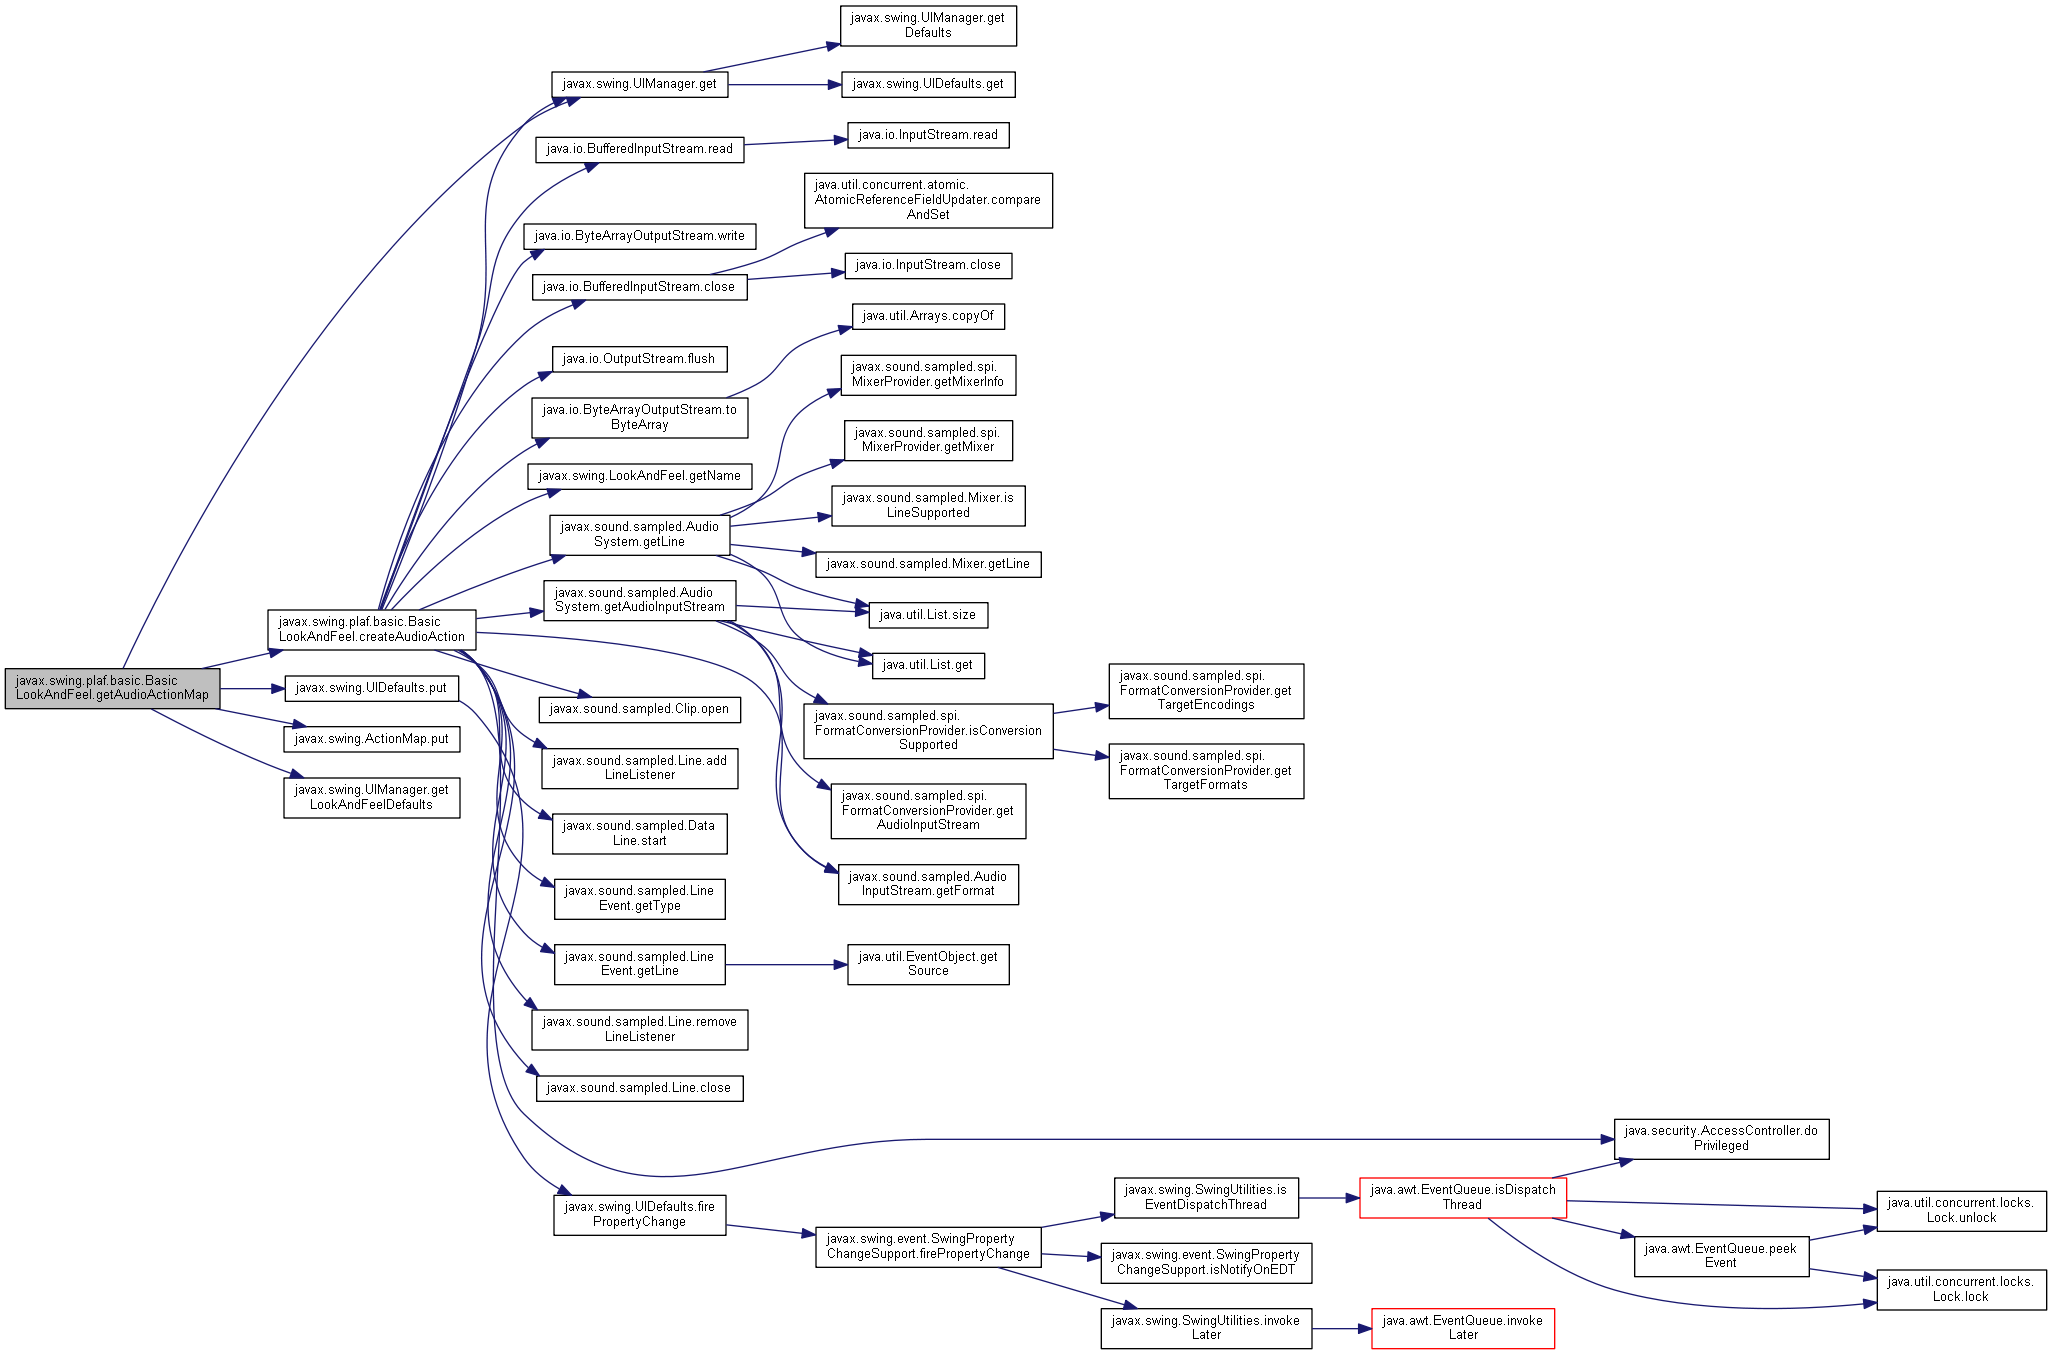 javax.swing.plaf.basic.Basic
LookAndFeel.getAudioActionMap
javax.swing.plaf.basic.Basic
LookAndFeel.createAudioAction
javax.swing.UIDefaults.put
javax.swing.ActionMap.put
javax.swing.UIManager.get
LookAndFeelDefaults
javax.swing.UIManager.get
java.io.BufferedInputStream.read
java.io.ByteArrayOutputStream.write
java.io.BufferedInputStream.close
java.io.OutputStream.flush
java.io.ByteArrayOutputStream.to
ByteArray
javax.swing.LookAndFeel.getName
javax.sound.sampled.Audio
System.getLine
javax.sound.sampled.Audio
System.getAudioInputStream
javax.sound.sampled.Clip.open
javax.sound.sampled.Line.add
LineListener
javax.sound.sampled.Data
Line.start
javax.sound.sampled.Line
Event.getType
javax.sound.sampled.Line
Event.getLine
javax.sound.sampled.Line.remove
LineListener
javax.sound.sampled.Line.close
javax.swing.UIDefaults.fire
PropertyChange
javax.swing.UIManager.get
Defaults
javax.swing.UIDefaults.get
java.io.InputStream.read
java.util.concurrent.atomic.
AtomicReferenceFieldUpdater.compare
AndSet
java.io.InputStream.close
java.util.Arrays.copyOf
javax.sound.sampled.spi.
MixerProvider.getMixerInfo
javax.sound.sampled.spi.
MixerProvider.getMixer
javax.sound.sampled.Mixer.is
LineSupported
javax.sound.sampled.Mixer.getLine
java.util.List.size
java.util.List.get
javax.sound.sampled.spi.
FormatConversionProvider.isConversion
Supported
javax.sound.sampled.spi.
FormatConversionProvider.get
AudioInputStream
javax.sound.sampled.Audio
InputStream.getFormat
java.util.EventObject.get
Source
javax.swing.event.SwingProperty
ChangeSupport.firePropertyChange
javax.sound.sampled.spi.
FormatConversionProvider.get
TargetEncodings
javax.sound.sampled.spi.
FormatConversionProvider.get
TargetFormats
javax.swing.SwingUtilities.is
EventDispatchThread
javax.swing.event.SwingProperty
ChangeSupport.isNotifyOnEDT
javax.swing.SwingUtilities.invoke
Later
java.awt.EventQueue.isDispatch
Thread
java.awt.EventQueue.invoke
Later
java.security.AccessController.do
Privileged
java.awt.EventQueue.peek
Event
java.util.concurrent.locks.
Lock.unlock
java.util.concurrent.locks.
Lock.lock